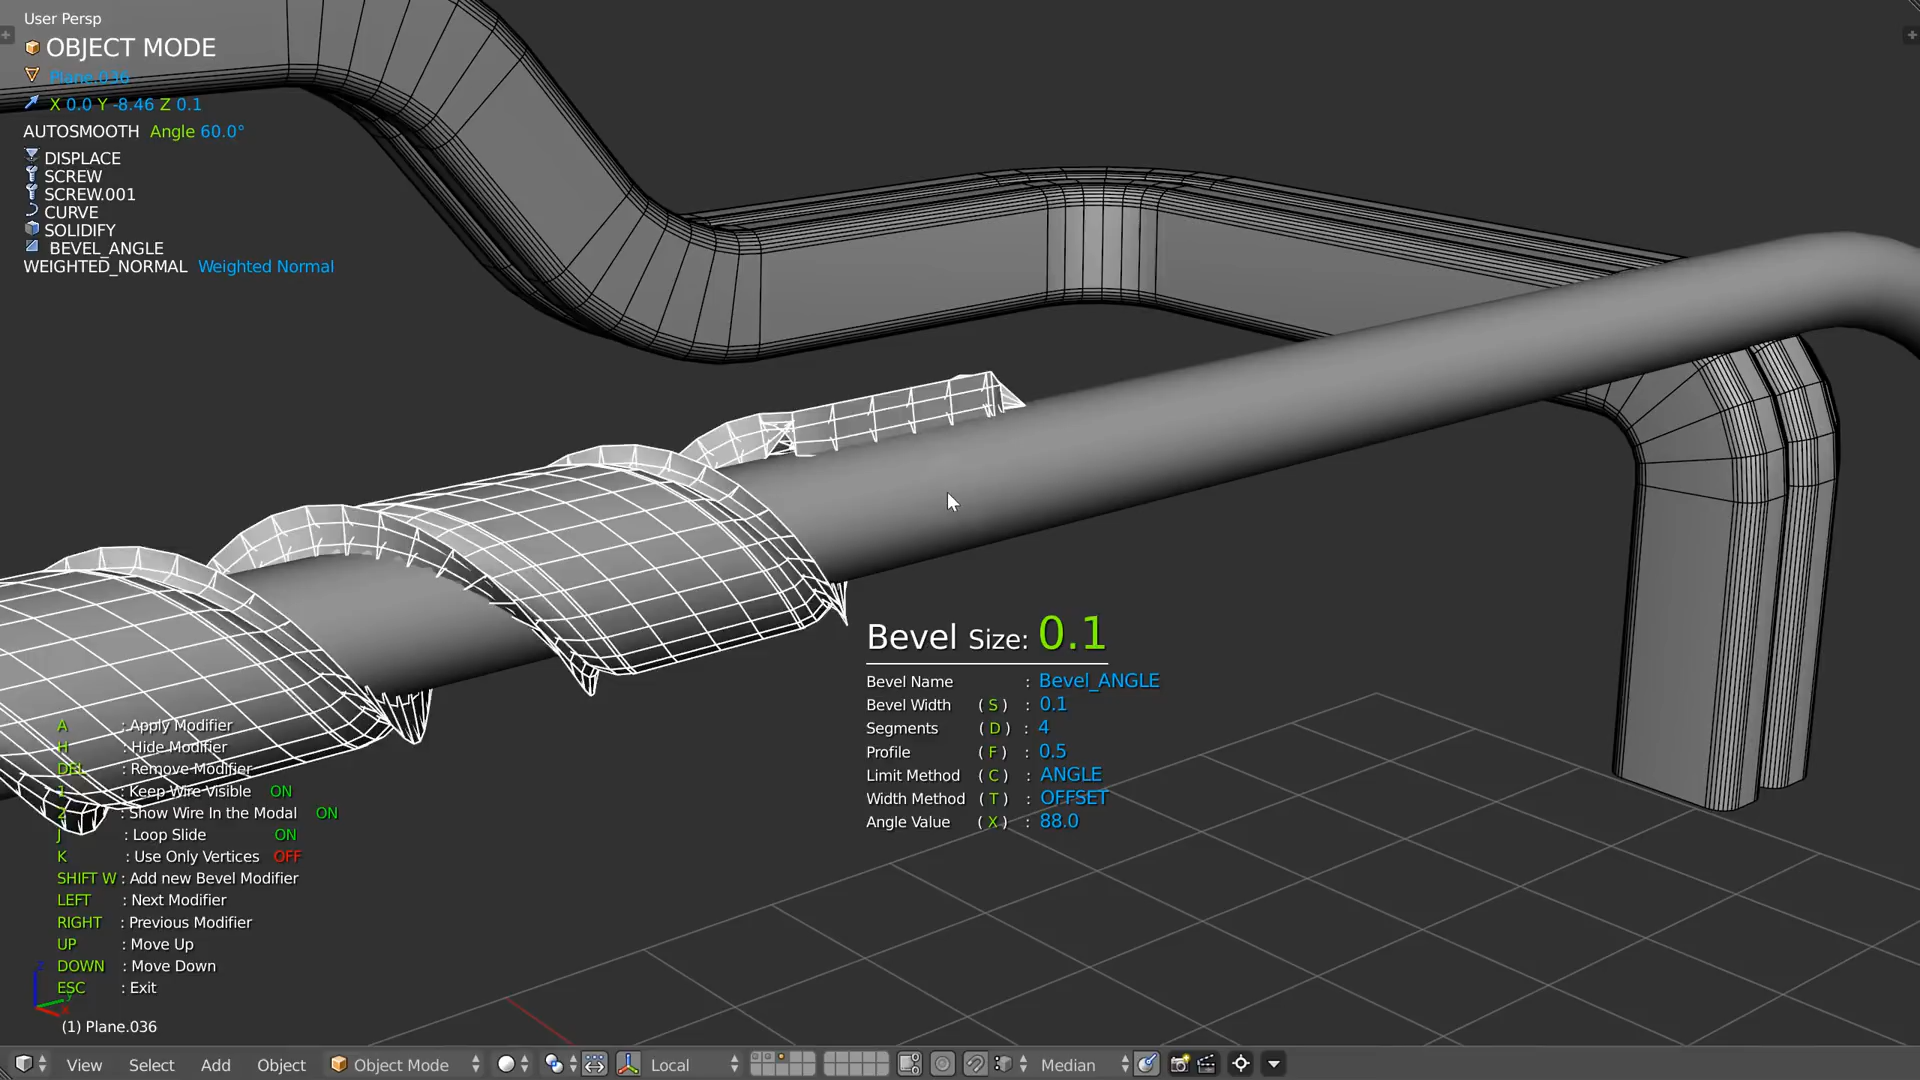 User Persp
OBJECT MODE
Plane.036
X 0.0 Y -8.46 Z 0.1
AUTOSMOOTH Angle 60.0°
DISPLACE
SCREW
SCREW.001
CURVE
SOLIDIFY
BEVEL_ANGLE
WEIGHTED_NORMAL Weighted Normal
Bevel Size: 0.1
Bevel Name : Bevel_ANGLE
Bevel Width ( S ) : 0.1
Segments ( D ) : 4
Profile ( F ) : 0.5
Limit Method ( C ) : ANGLE
Width Method ( T ) : OFFSET
Angle Value ( X ) : 88.0
A : Apply Modifier
H : Hide Modifier
DEL : Remove Modifier
1 : Keep Wire Visible ON
2 : Show Wire In the Modal ON
J : Loop Slide ON
K : Use Only Vertices OFF
SHIFT W : Add new Bevel Modifier
LEFT : Next Modifier
RIGHT : Previous Modifier
UP : Move Up
DOWN : Move Down
ESC : Exit
(1) Plane.036
View Select Add Object Object Mode Local Median